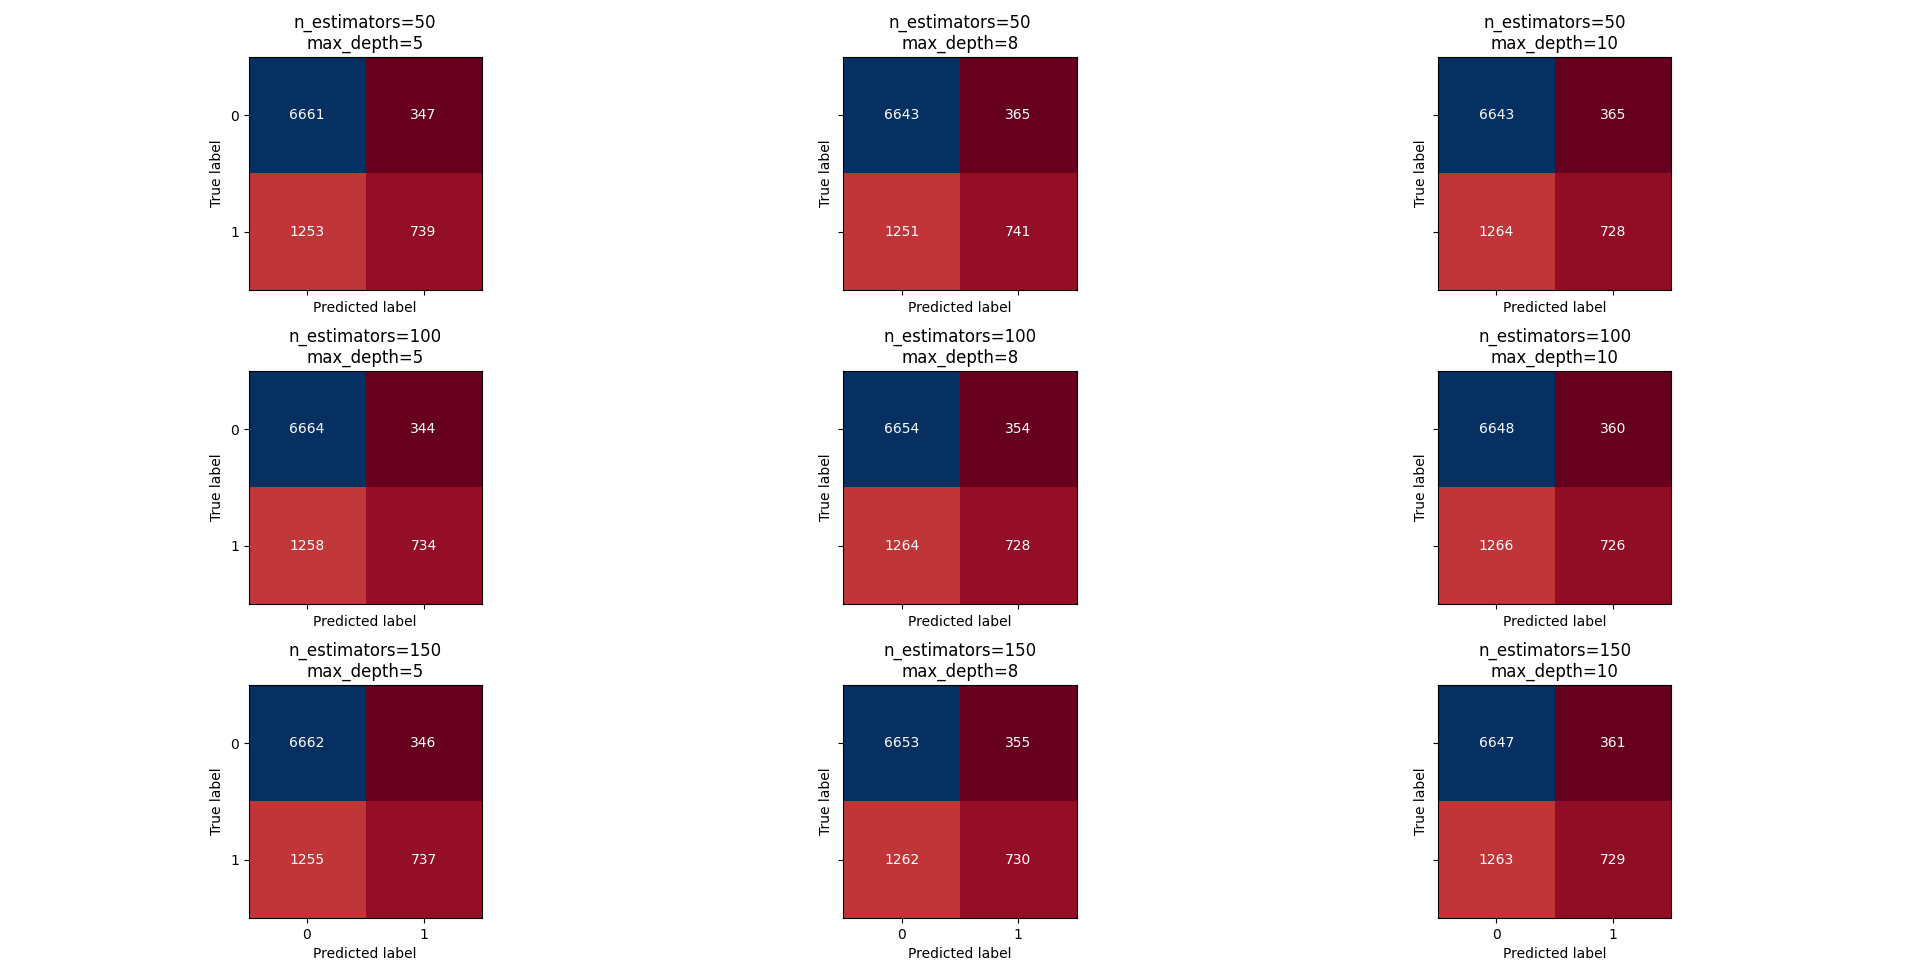 n_estimators=50
max_depth=5
n_estimators=50
max_depth=8
n_estimators=50
max_depth=10
0
1
True label
6661 347
1253 739
Predicted label
True label
6643 365
1251 741
Predicted label
True label
6643 365
1264 728
Predicted label
n_estimators=100
max_depth=5
n_estimators=100
max_depth=8
n_estimators=100
max_depth=10
0
1
True label
6664 344
1258 734
Predicted label
True label
6654 354
1264 728
Predicted label
True label
6648 360
1266 726
Predicted label
n_estimators=150
max_depth=5
n_estimators=150
max_depth=8
n_estimators=150
max_depth=10
0
1
True label
6662 346
1255 737
0 1
Predicted label
True label
6653 355
1262 730
0 1
Predicted label
True label
6647 361
1263 729
0 1
Predicted label